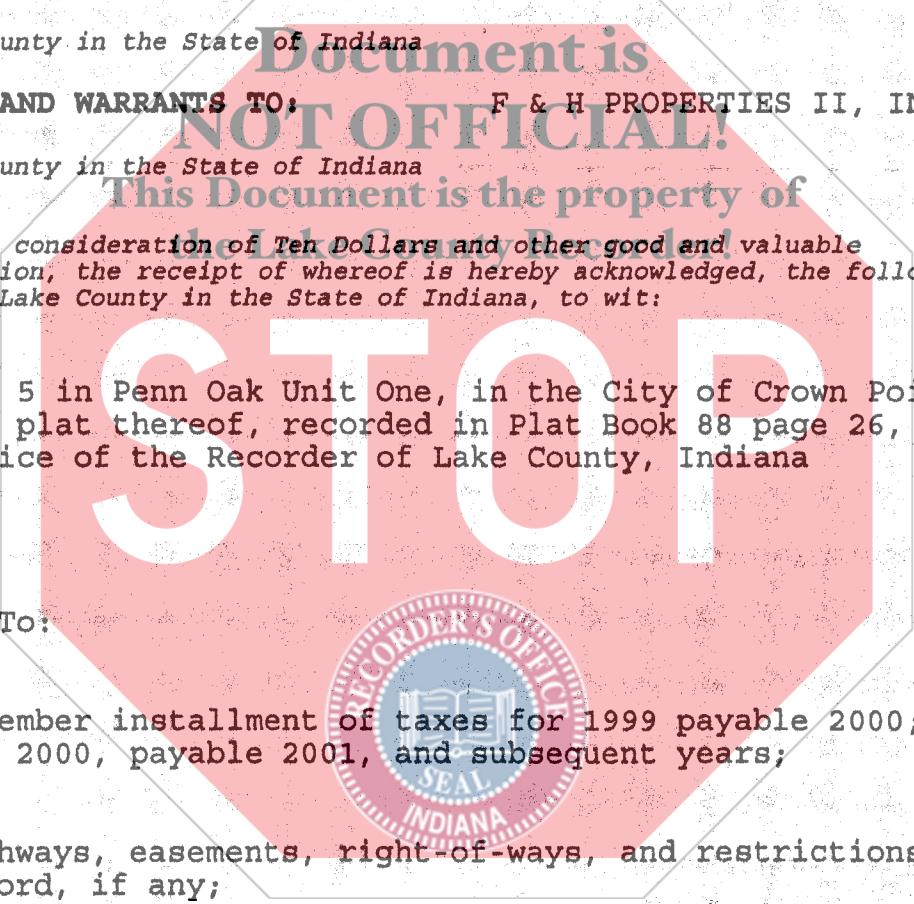 unty in the State of Indiana
Document is
AND WARRANTS TO: F & H PROPERTIES II, IN
NOT OFFICIAL!
unty in the State of Indiana
This Document is the property of
the Lake County Recorder!
consideration of Ten Dollars and other good and valuable
ion, the receipt of whereof is hereby acknowledged, the follo
Lake County in the State of Indiana, to wit:
STOP
5 in Penn Oak Unit One, in the City of Crown Poi
plat thereof, recorded in Plat Book 88 page 26,
ice of the Recorder of Lake County, Indiana
To:
RECORDER'S OFFICE
SEAL
INDIANA
ember installment of taxes for 1999 payable 2000;
2000, payable 2001, and subsequent years;
hways, easements, right-of-ways, and restrictions
ord, if any;